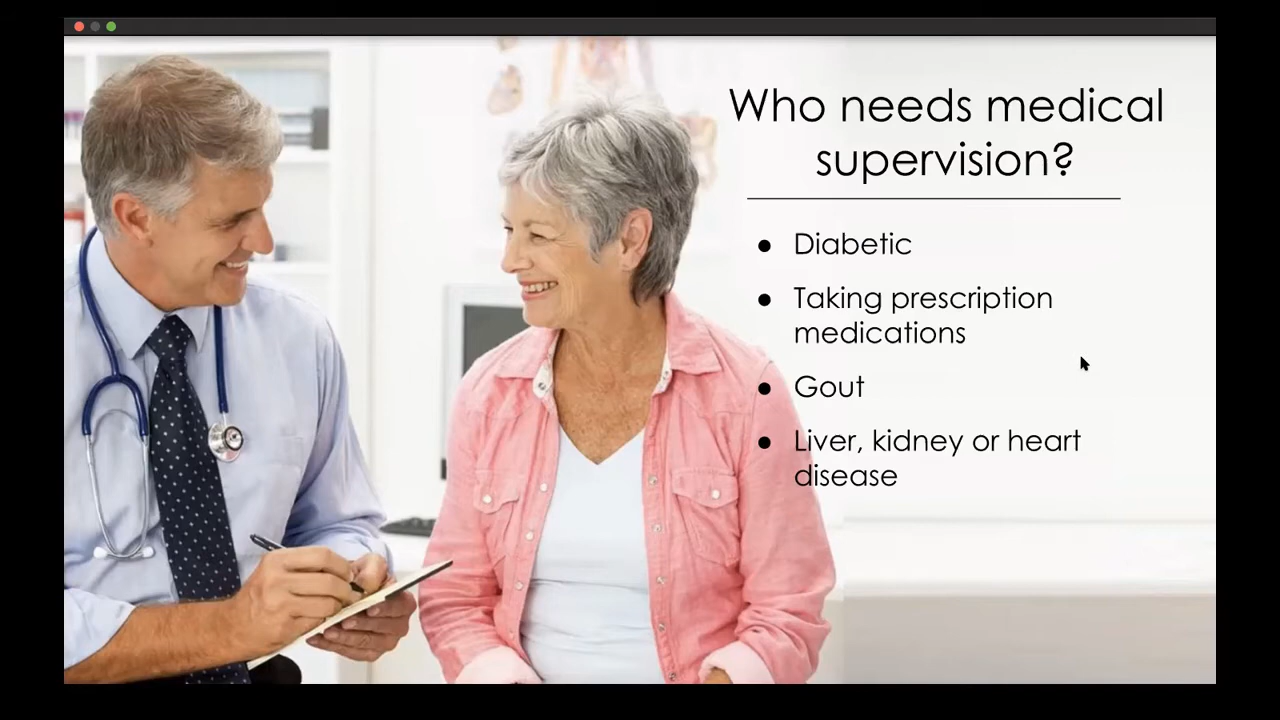 Who needs medical
supervision?
● Diabetic
● Taking prescription
medications
● Gout
● Liver, kidney or heart
disease